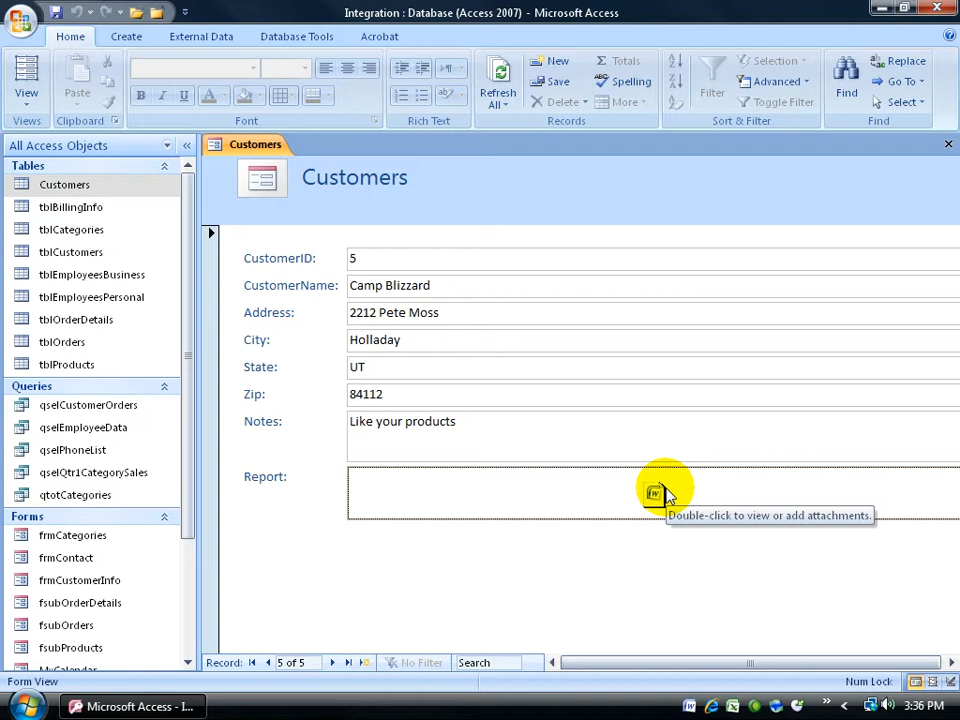 Integration : Database (Access 2007) - Microsoft Access
Home Create External Data Database Tools Acrobat
View
Views
Paste
Clipboard
B I U A
Font
Rich Text
Refresh All
New
Save
Delete
Totals
Spelling
More
Records
Filter
Selection
Advanced
Toggle Filter
Sort & Filter
Find
Replace
Go To
Select
Find
All Access Objects
Customers
Tables
Customers
tblBillingInfo
tblCategories
tblCustomers
tblEmployeesBusiness
tblEmployeesPersonal
tblOrderDetails
tblOrders
tblProducts
Queries
qselCustomerOrders
qselEmployeeData
qselPhoneList
qselQtr1CategorySales
qtotCategories
Forms
frmCategories
frmContact
frmCustomerInfo
fsubOrderDetails
fsubOrders
fsubProducts
MyCalendar
Customers
CustomerID: 5
CustomerName: Camp Blizzard
Address: 2212 Pete Moss
City: Holladay
State: UT
Zip: 84112
Notes: Like your products
Report:
W
Double-click to view or add attachments.
Record: 5 of 5 No Filter Search
Form View
Num Lock
Microsoft Access - I...
3:36 PM